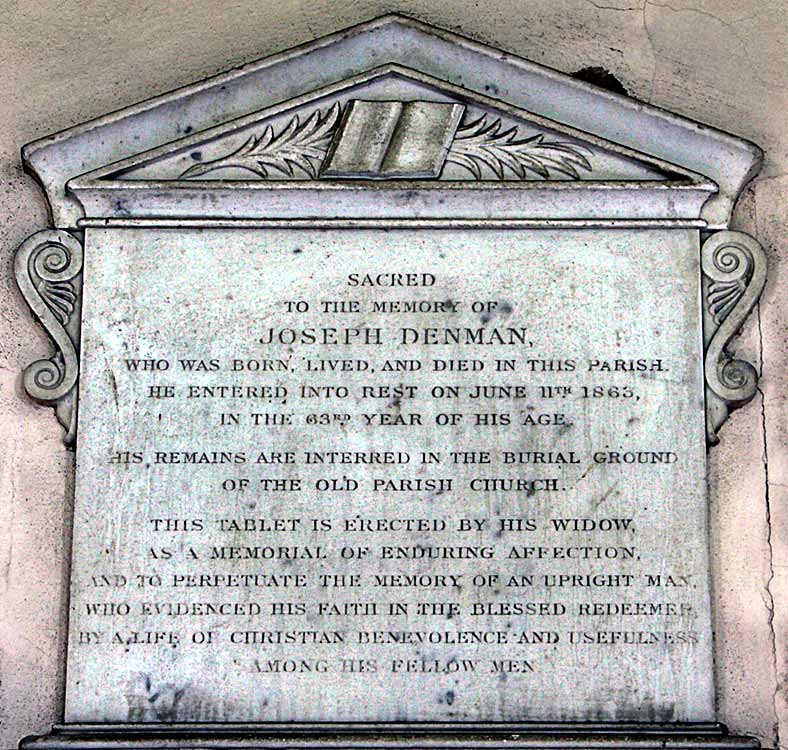 SACRED
TO THE MEMORY OF
JOSEPH DENMAN,
WHO WAS BORN, LIVED, AND DIED IN THIS PARISH.
HE ENTERED INTO REST ON JUNE 11TH 1863,
IN THE 63RD YEAR OF HIS AGE.
HIS REMAINS ARE INTERRED IN THE BURIAL GROUND
OF THE OLD PARISH CHURCH.
THIS TABLET IS ERECTED BY HIS WIDOW,
AS A MEMORIAL OF ENDURING AFFECTION,
AND TO PERPETUATE THE MEMORY OF AN UPRIGHT MAN,
WHO EVIDENCED HIS FAITH IN THE BLESSED REDEEMER,
BY A LIFE OF CHRISTIAN BENEVOLENCE AND USEFULNESS
AMONG HIS FELLOW MEN